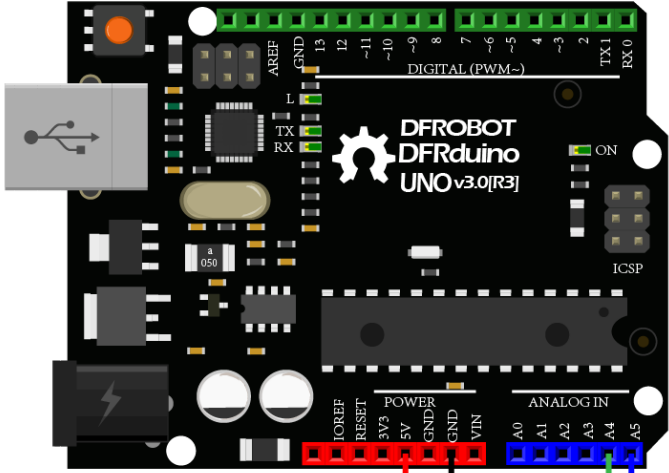 AREF
GND
13
12
~11
~10
~9
8
7
~6
~5
4
~3
2
TX 1
RX 0
DIGITAL (PWM~)
L
TX
RX
DFROBOT
DFRduino
UNO v3.0[R3]
ON
ICSP
a
050
POWER
ANALOG IN
IOREF
RESET
3V3
5V
GND
GND
VIN
A0
A1
A2
A3
A4
A5